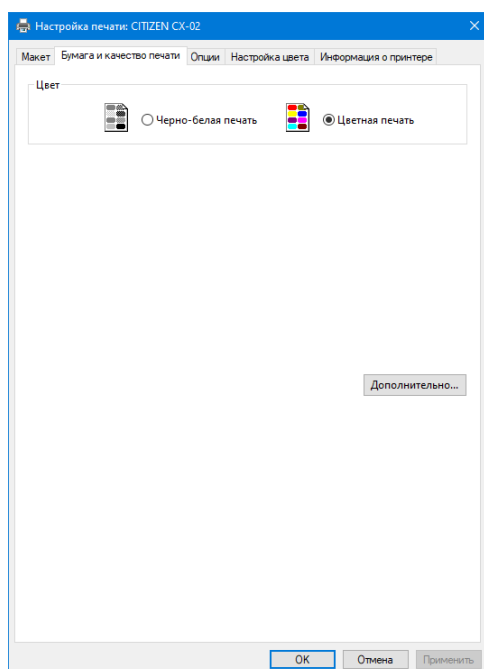 Настройка печати: CITIZEN CX-02
Макет Бумага и качество печати Опции Настройка цвета Информация о принтере
Цвет
Черно-белая печать Цветная печать
Дополнительно...
OK Отмена Применить